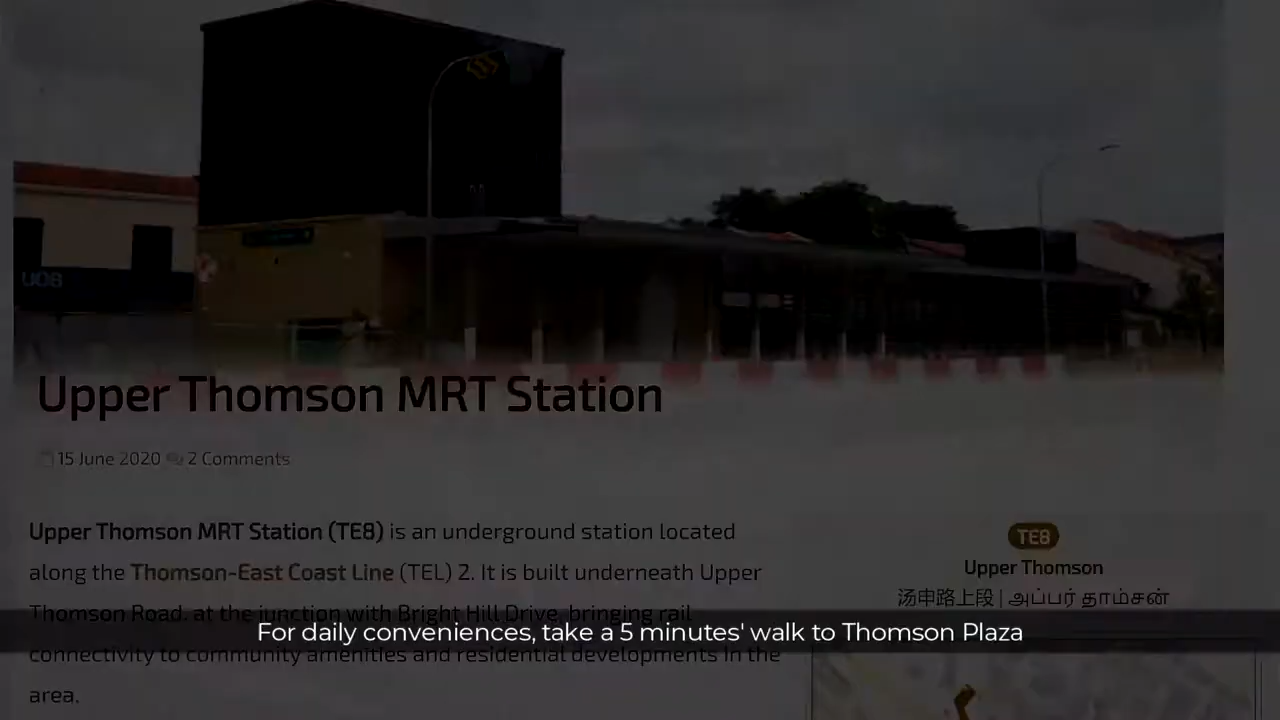 UOB
Upper Thomson MRT Station
15 June 2020 2 Comments
Upper Thomson MRT Station (TE8) is an underground station located
along the Thomson-East Coast Line (TEL) 2. It is built underneath Upper
Thomson Road, at the junction with Bright Hill Drive, bringing rail
connectivity to community amenities and residential developments in the
area.
TE8
Upper Thomson
汤申路上段 | அப்பர் தாம்சன்
For daily conveniences, take a 5 minutes' walk to Thomson Plaza